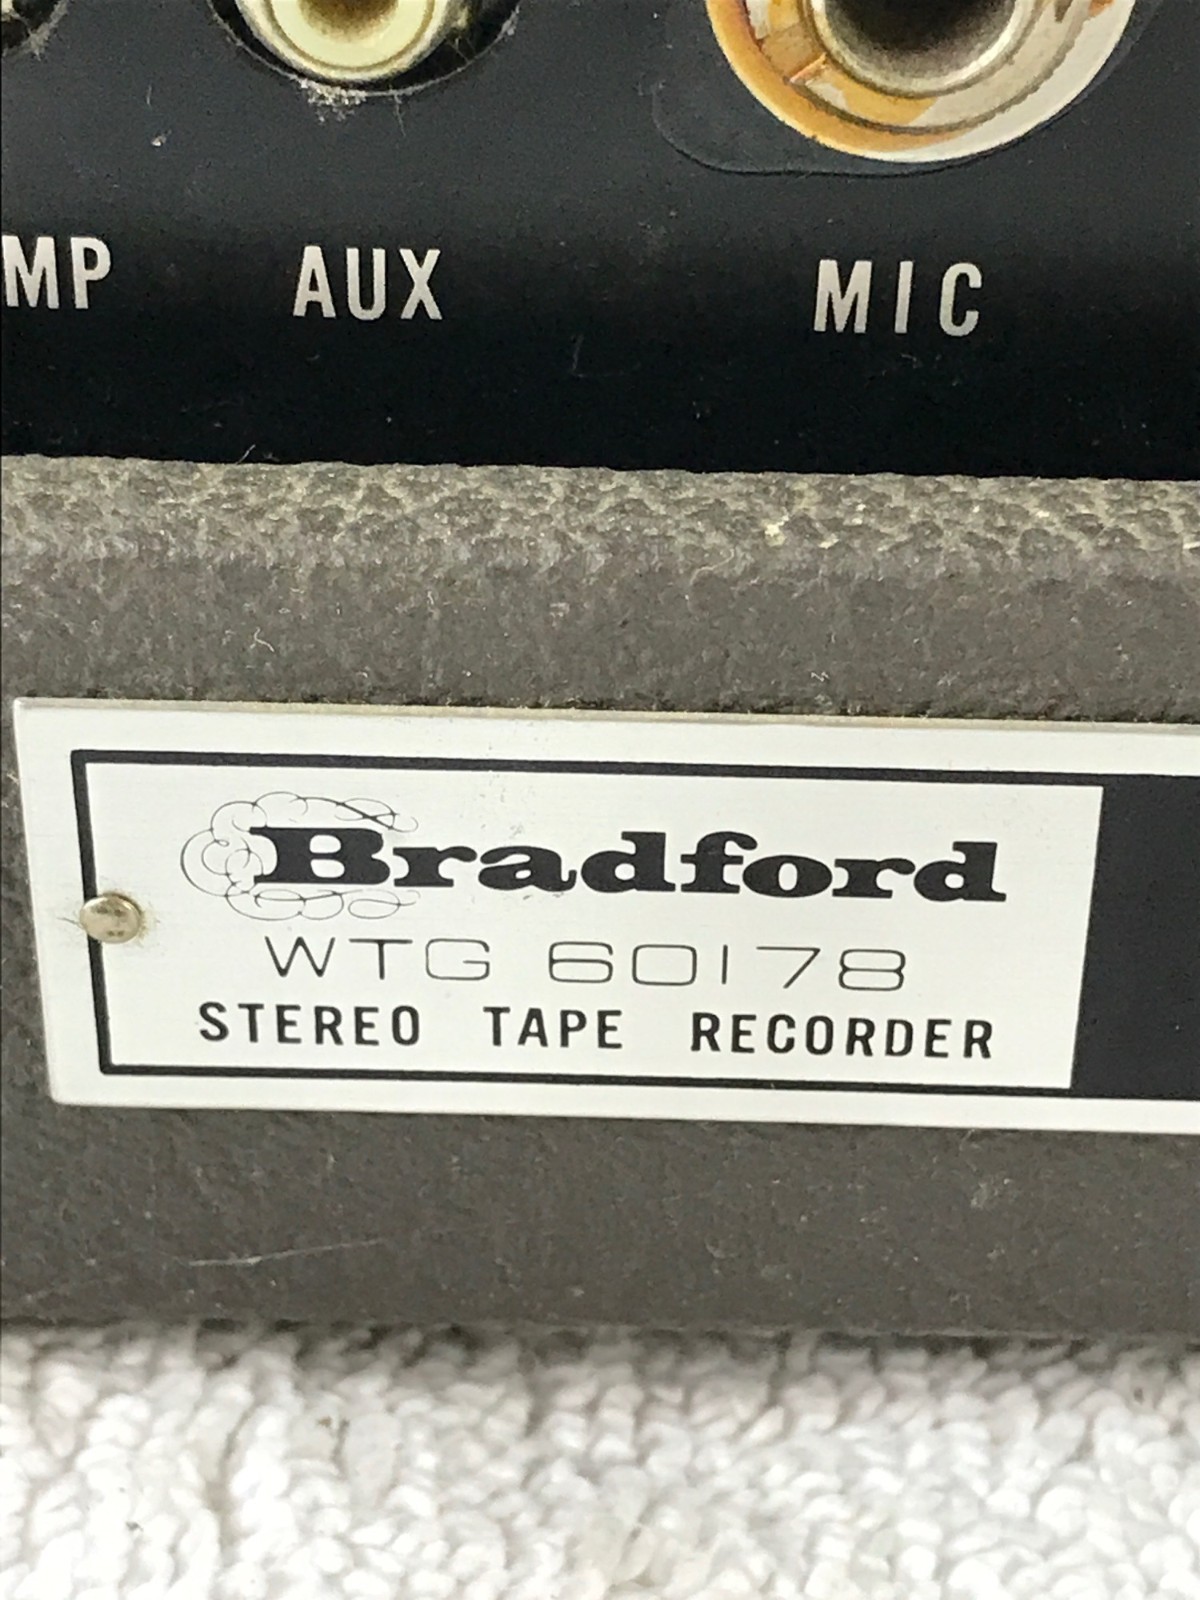 MP AUX MIC
Bradford
WTG 60178
STEREO TAPE RECORDER